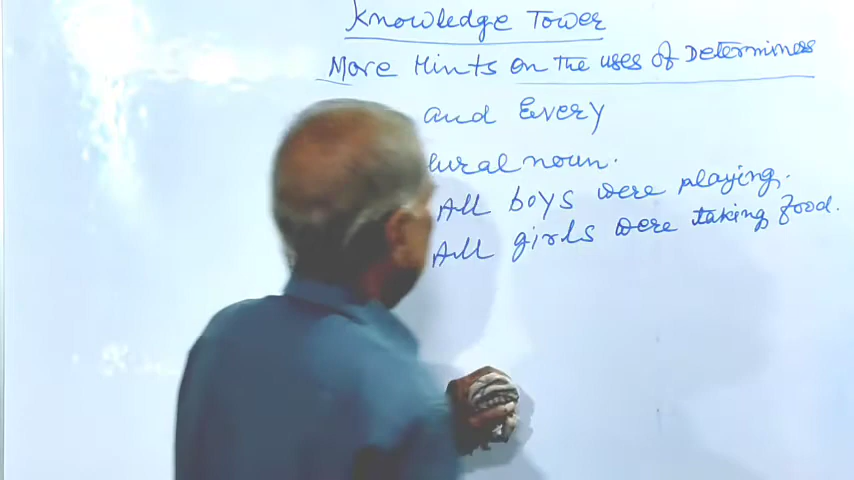 Knowledge Tower
More Hints on the uses of Determiners
and Every
noun.
All boys were playing.
All girls were taking food.